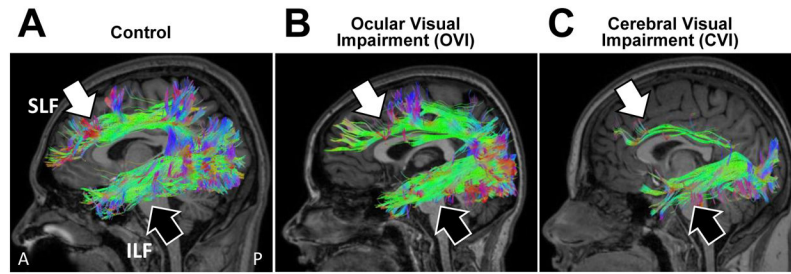 A
Control
SLF
ILF
A
P
B
Ocular Visual
Impairment (OVI)
C
Cerebral Visual
Impairment (CVI)